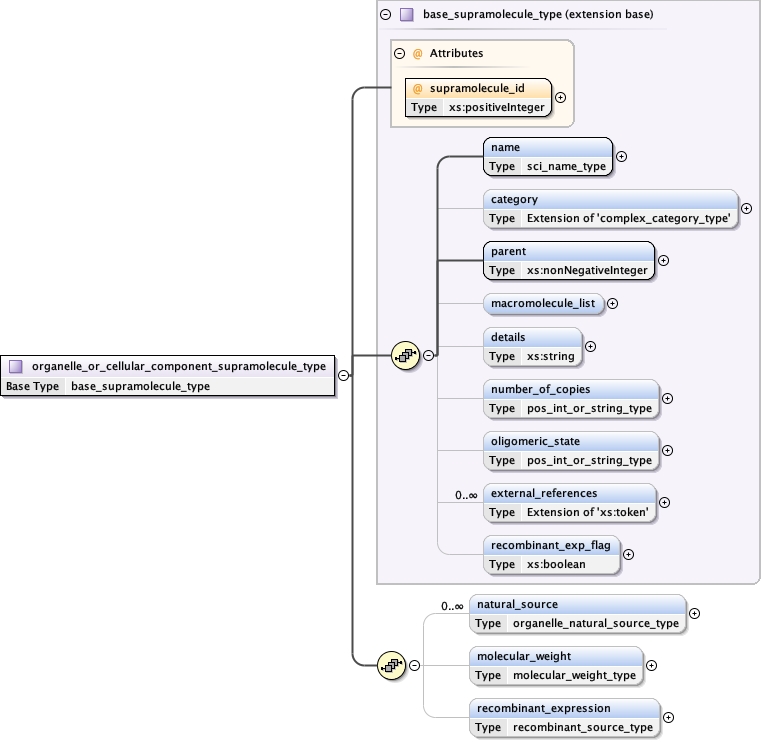 base_supramolecule_type (extension base)
@ Attributes
@ supramolecule_id
Type xs:positiveInteger
name
Type sci_name_type
category
Type Extension of 'complex_category_type'
parent
Type xs:nonNegativeInteger
macromolecule_list
details
Type xs:string
organelle_or_cellular_component_supramolecule_type
Base Type base_supramolecule_type
number_of_copies
Type pos_int_or_string_type
oligomeric_state
Type pos_int_or_string_type
0..∞ external_references
Type Extension of 'xs:token'
recombinant_exp_flag
Type xs:boolean
0..∞ natural_source
Type organelle_natural_source_type
molecular_weight
Type molecular_weight_type
recombinant_expression
Type recombinant_source_type